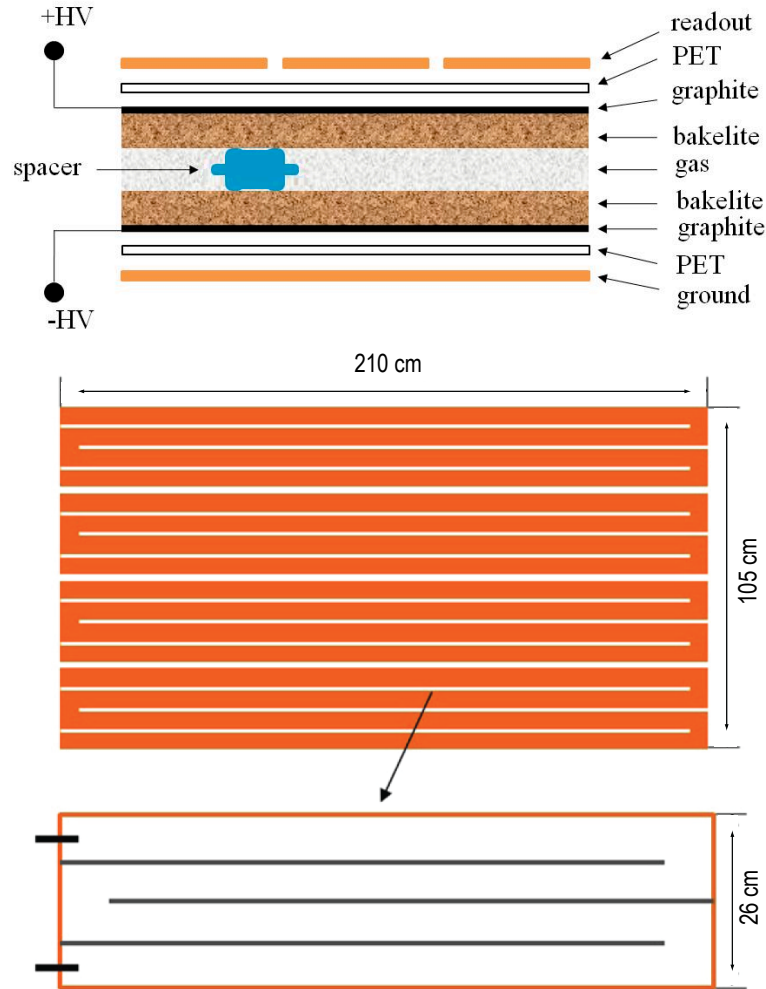 +HV
readout
PET
graphite
bakelite
spacer
gas
bakelite
graphite
PET
ground
-HV
210 cm
105 cm
26 cm